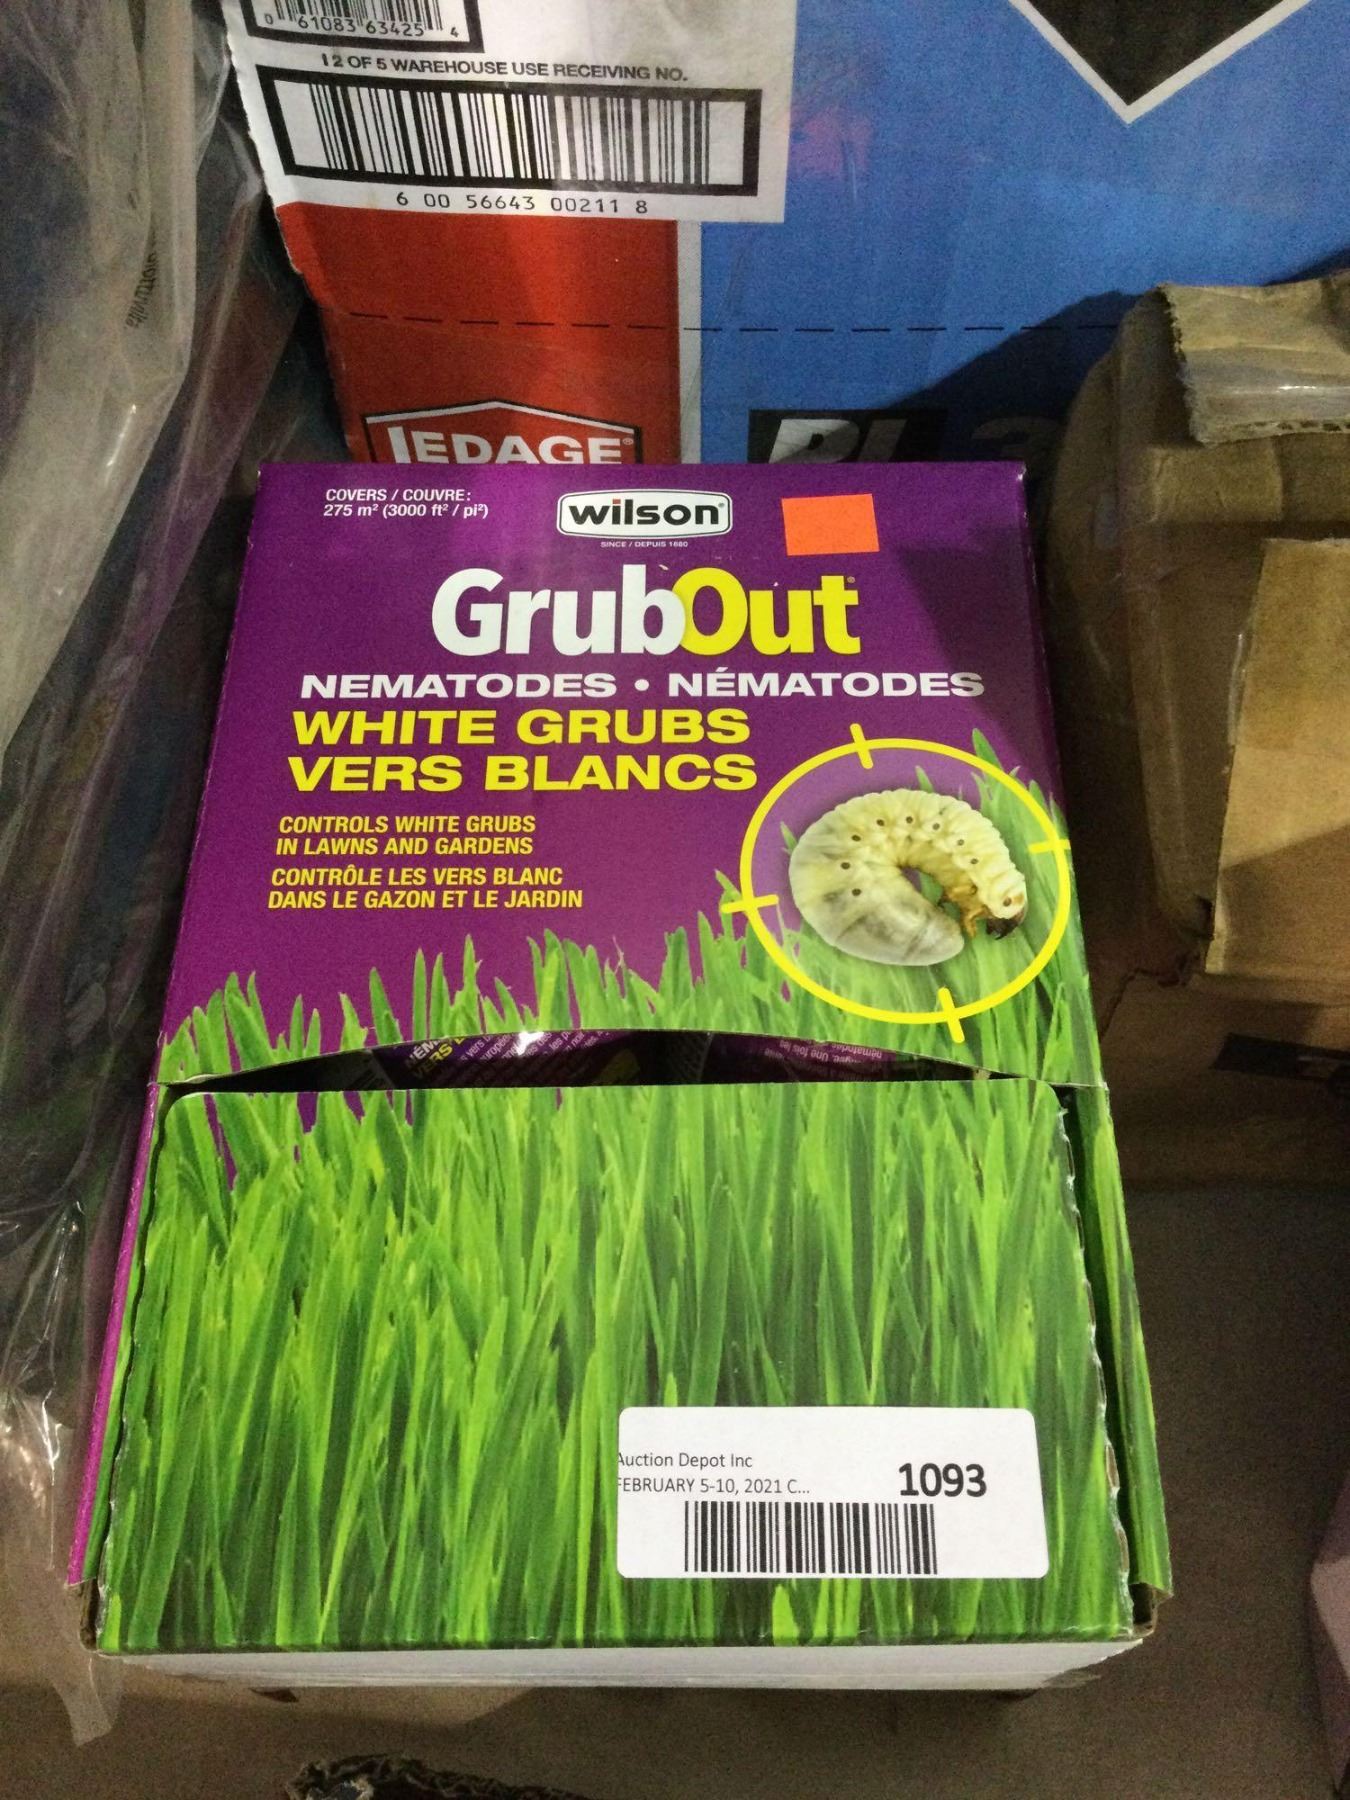 0 61083 63425 4
12 OF 5 WAREHOUSE USE RECEIVING NO.
6 00 56643 00211 8
LEDAGE®
PL
COVERS / COUVRE:
275 m² (3000 ft² / pi²)
wilson®
SINCE / DEPUIS 1880
GrubOut®
NEMATODES • NÉMATODES
WHITE GRUBS
VERS BLANCS
CONTROLS WHITE GRUBS
IN LAWNS AND GARDENS
CONTRÔLE LES VERS BLANC
DANS LE GAZON ET LE JARDIN
Auction Depot Inc
FEBRUARY 5-10, 2021 C...
1093